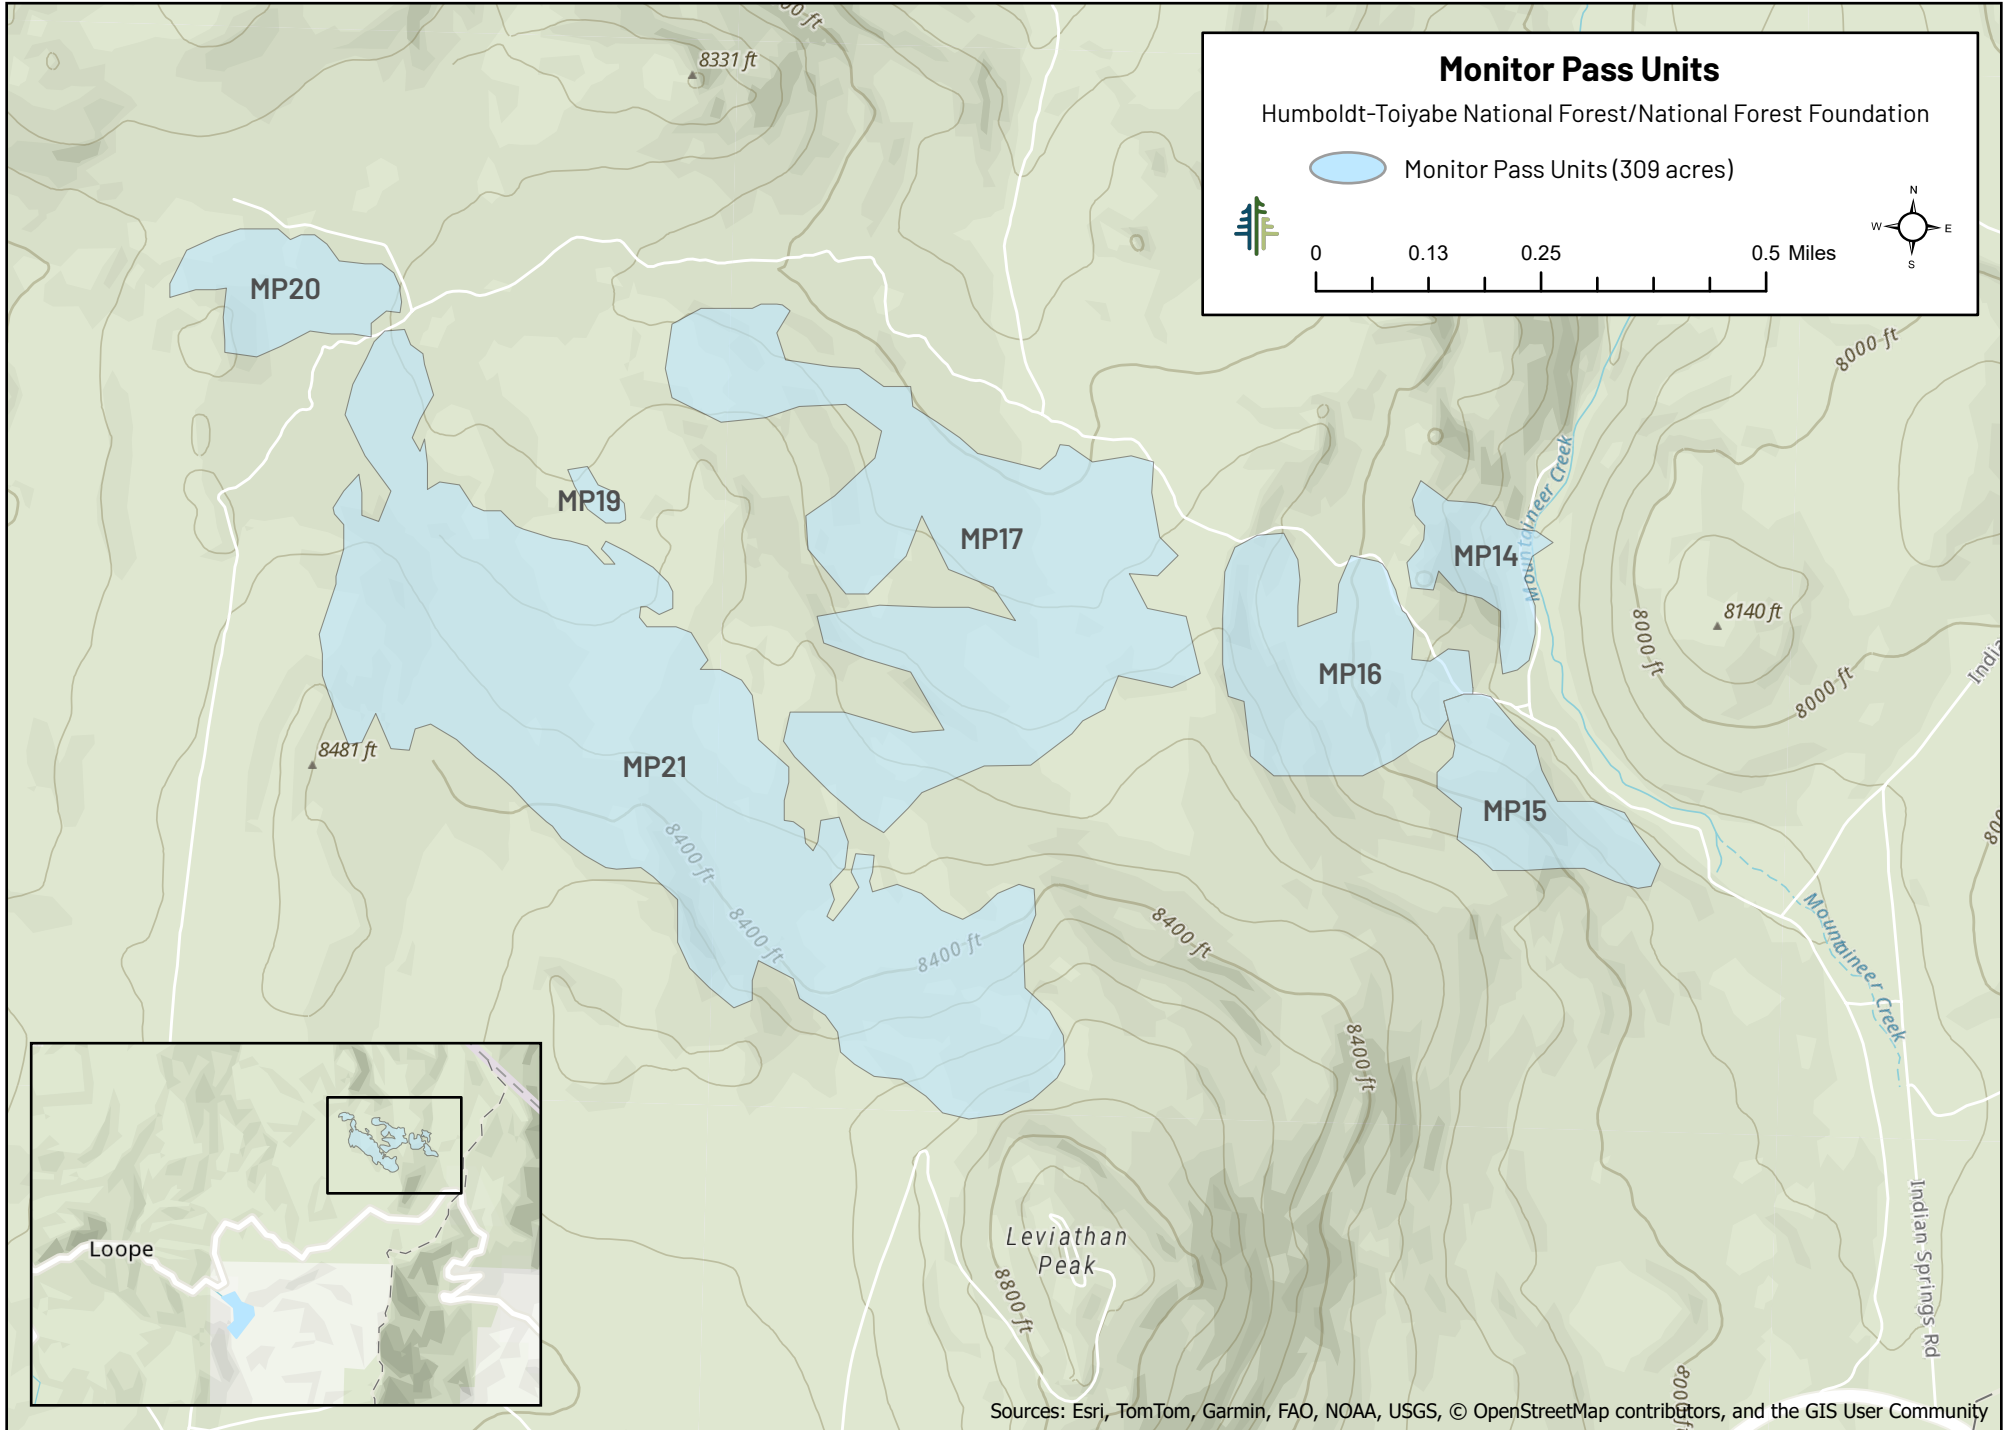 00 ft
8331 ft
Monitor Pass Units
Humboldt-Toiyabe National Forest/National Forest Foundation
Monitor Pass Units (309 acres)
N
W
E
S
0
0.13
0.25
0.5 Miles
MP20
8000 ft
MP19
MP17
MP14
Mountaineer Creek
8140 ft
8000 ft
8000 ft
MP16
8481 ft
MP21
MP15
8400 ft
8400 ft
8400 ft
8400 ft
8400 ft
Mountaineer Creek
Leviathan
Peak
8800 ft
Indian Springs Rd
Loope
Sources: Esri, TomTom, Garmin, FAO, NOAA, USGS, © OpenStreetMap contributors, and the GIS User Community